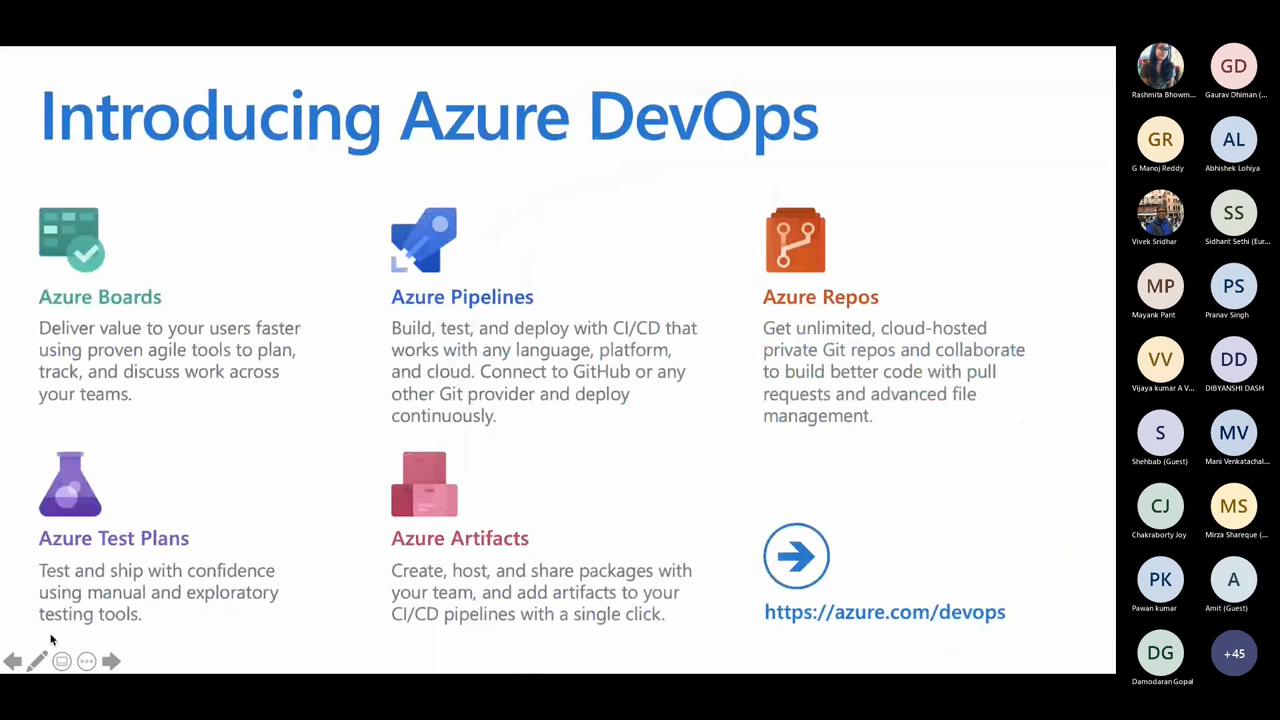 Introducing Azure DevOps
Azure Boards
Deliver value to your users faster
using proven agile tools to plan,
track, and discuss work across
your teams.
Azure Pipelines
Build, test, and deploy with CI/CD that
works with any language, platform,
and cloud. Connect to GitHub or any
other Git provider and deploy
continuously.
Azure Repos
Get unlimited, cloud-hosted
private Git repos and collaborate
to build better code with pull
requests and advanced file
management.
Azure Test Plans
Test and ship with confidence
using manual and exploratory
testing tools.
Azure Artifacts
Create, host, and share packages with
your team, and add artifacts to your
CI/CD pipelines with a single click.
https://azure.com/devops
Rashmita Bhowm...
GD
Gaurav Dhiman (...
GR
G Manoj Reddy
AL
Abhishek Lohiya
Vivek Sridhar
SS
Sidhant Sethi (Eur...
MP
Mayank Pant
PS
Pranav Singh
VV
Vijaya kumar A V...
DD
DIBYANSHI DASH
S
Shehbab (Guest)
MV
Mani Venkatachal...
CJ
Chakraborty Joy
MS
Mirza Shareque (...
PK
Pawan kumar
A
Amit (Guest)
DG
Damodaran Gopal
+45